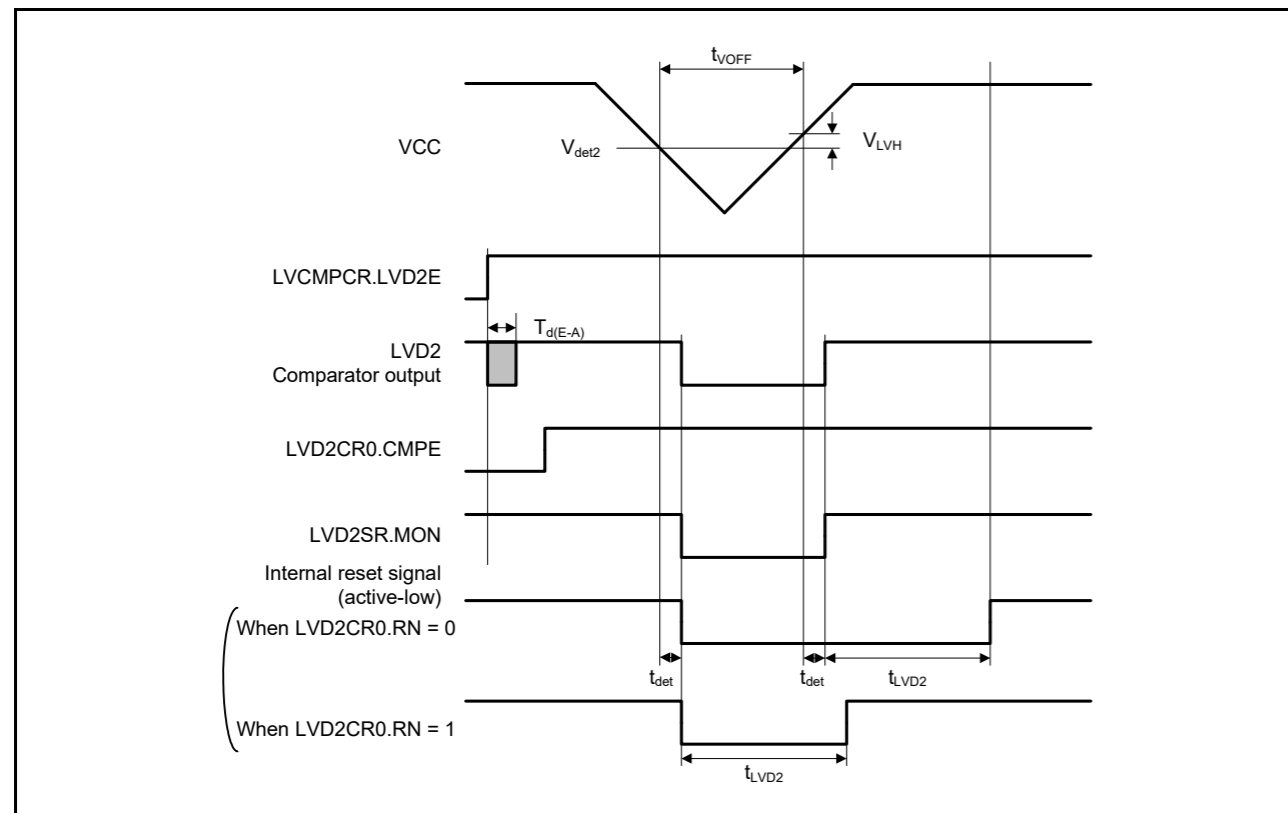 tVOFF
VCC
Vdet2
VLVH
LVCMPCR.LVD2E
Td(E-A)
LVD2
Comparator output
LVD2CR0.CMPE
LVD2SR.MON
Internal reset signal
(active-low)
When LVD2CR0.RN = 0
tdet
tdet
tLVD2
When LVD2CR0.RN = 1
tLVD2